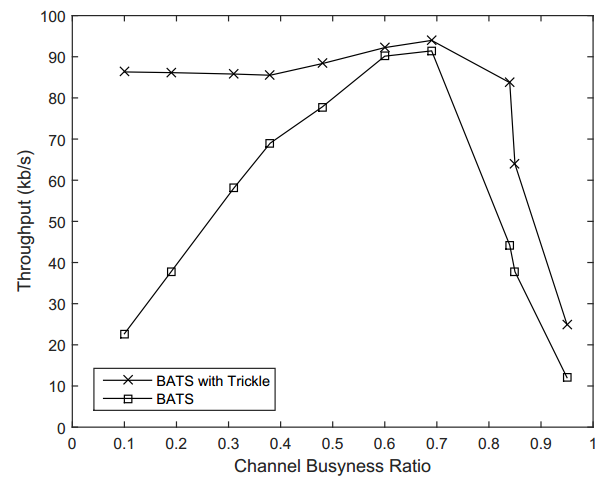 100
90
80
70
60
50
40
30
20
10
0
Throughput (kb/s)
BATS with Trickle
BATS
0 0.1 0.2 0.3 0.4 0.5 0.6 0.7 0.8 0.9 1
Channel Busyness Ratio